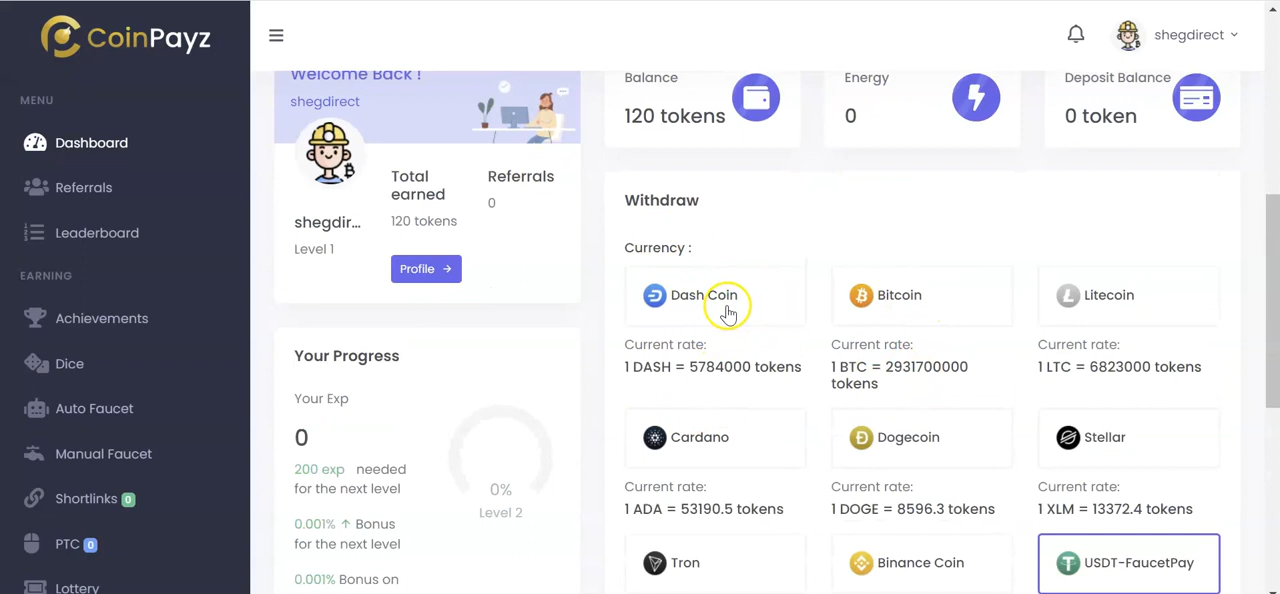 CoinPayz
shegdirect
MENU
Dashboard
Referrals
Leaderboard
EARNING
Achievements
Dice
Auto Faucet
Manual Faucet
Shortlinks 0
PTC 0
Lottery
Welcome Back !
shegdirect
Total
earned
Referrals
0
120 tokens
shegdir...
Level 1
Profile →
Balance
120 tokens
Energy
0
Deposit Balance
0 token
Your Progress
Your Exp
0
200 exp needed
for the next level
0.001% ↑ Bonus
for the next level
0.001% Bonus on
0%
Level 2
Withdraw
Currency :
Dash Coin
Bitcoin
Litecoin
Current rate:
1 DASH = 5784000 tokens
Current rate:
1 BTC = 2931700000
tokens
Current rate:
1 LTC = 6823000 tokens
Cardano
Dogecoin
Stellar
Current rate:
1 ADA = 53190.5 tokens
Current rate:
1 DOGE = 8596.3 tokens
Current rate:
1 XLM = 13372.4 tokens
Tron
Binance Coin
USDT-FaucetPay